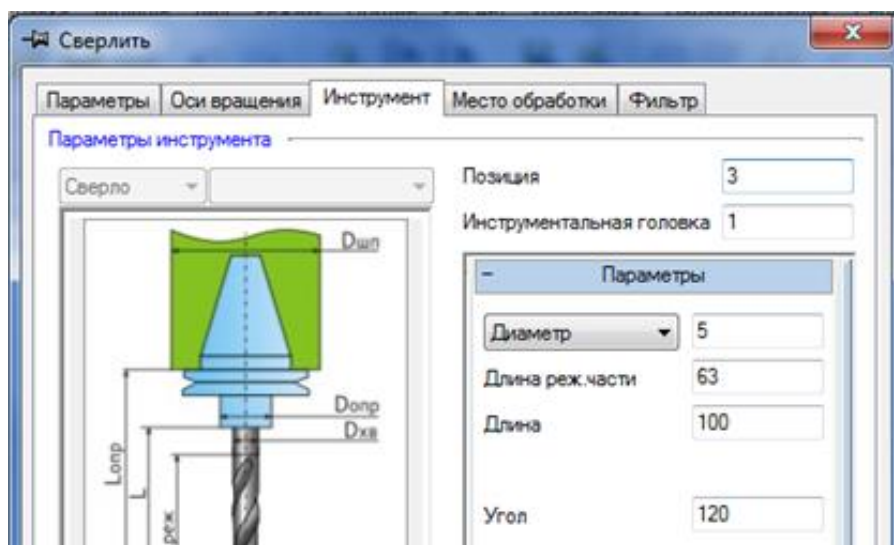 Сверлить
Параметры Оси вращения Инструмент Место обработки Фильтр
Параметры инструмента
Сверло
Позиция 3
Инструментальная головка 1
Dшп
− Параметры
Диаметр 5
Длина реж.части 63
Длина 100
Dопр
Dхв
Lопр
L
реж
Угол 120